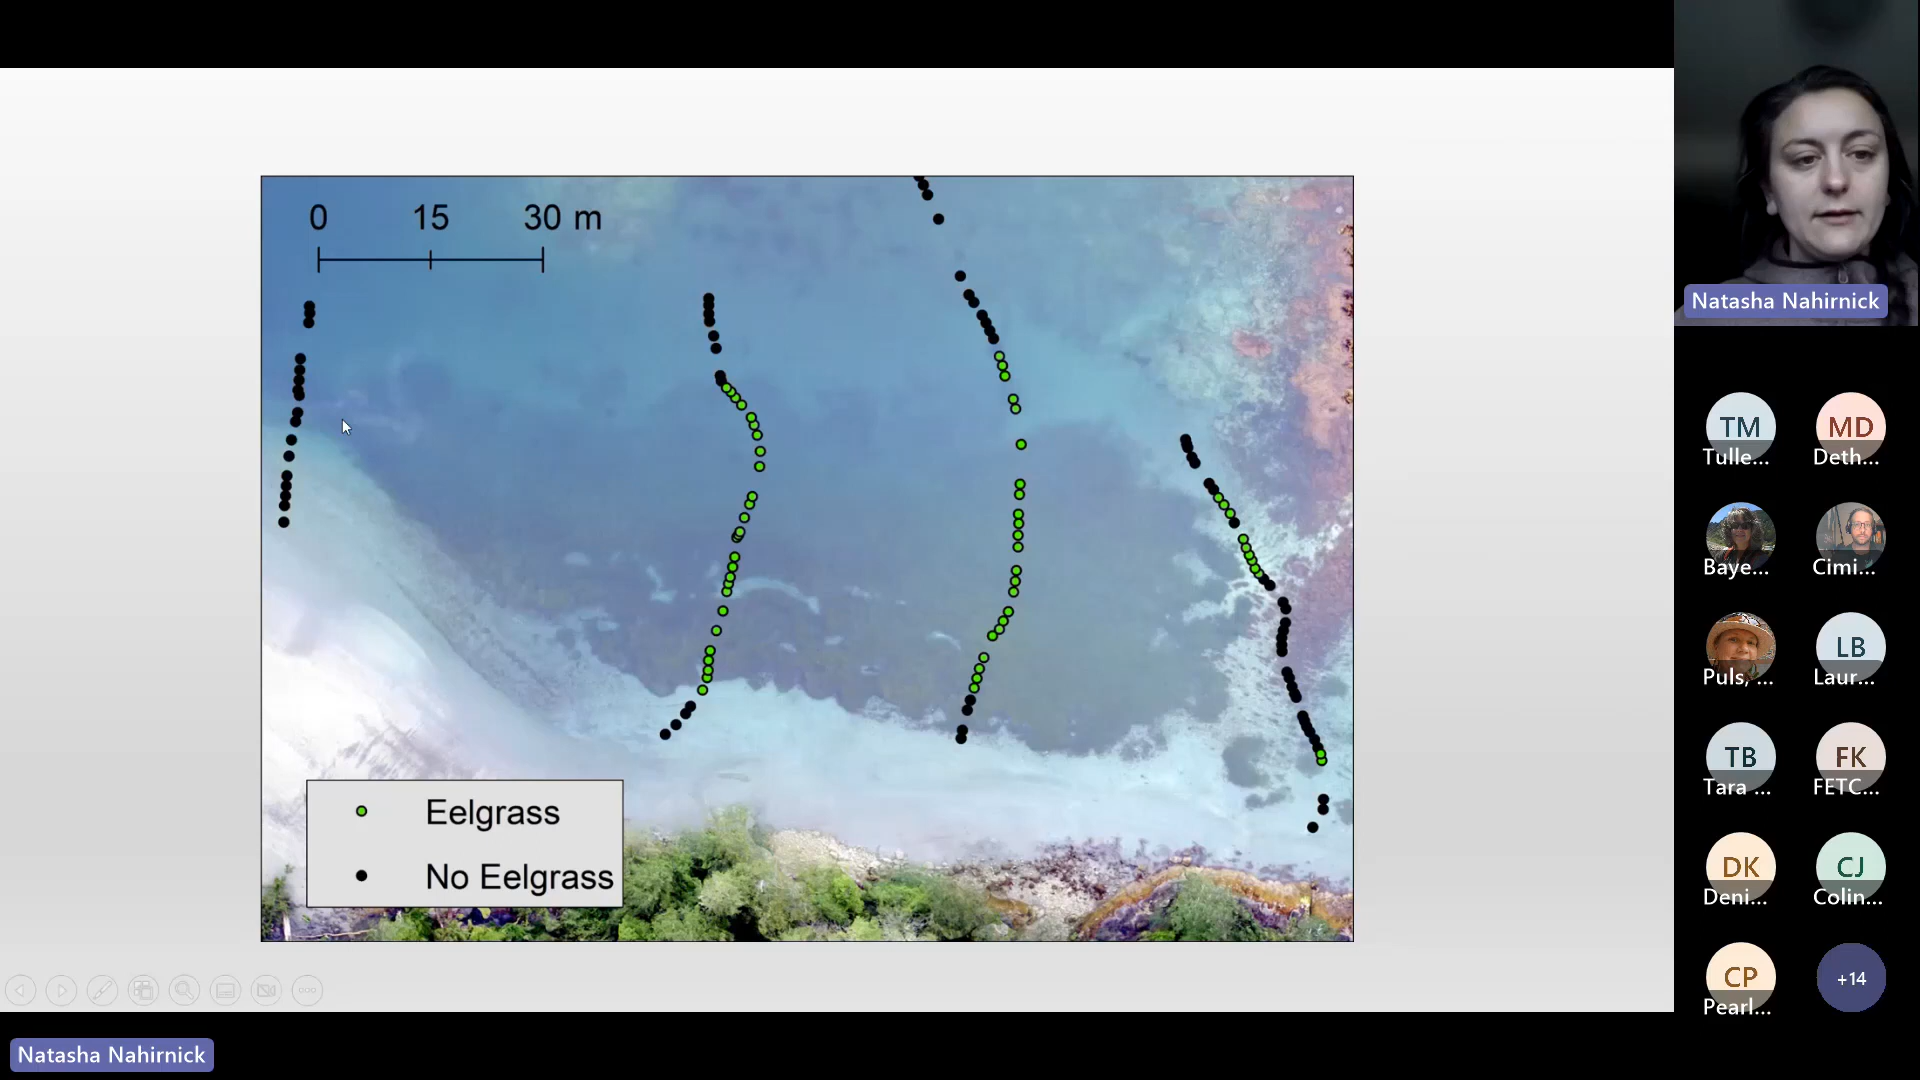 0 15 30 m
Eelgrass
No Eelgrass
Natasha Nahirnick
TM
Tulle...
MD
Deth...
Baye...
Cimi...
Puls, ...
LB
Laur...
TB
Tara ...
FK
FETC...
DK
Deni...
CJ
Colin...
CP
Pearl...
+14
Natasha Nahirnick